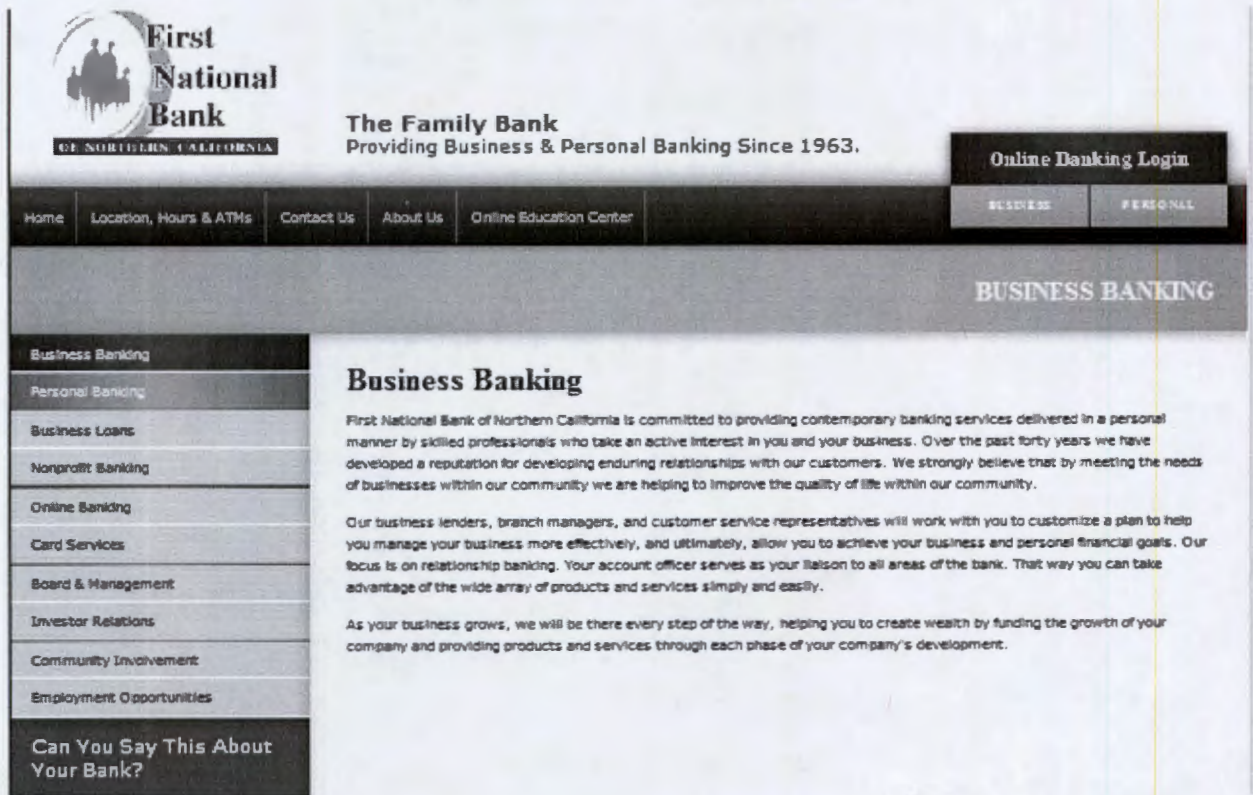 First
National
Bank
OF NORTHERN CALIFORNIA
The Family Bank
Providing Business & Personal Banking Since 1963.
Online Banking Login
BUSINESS PERSONAL
Home Location, Hours & ATMs Contact Us About Us Online Education Center
BUSINESS BANKING
Business Banking
Personal Banking
Business Loans
Nonprofit Banking
Online Banking
Card Services
Board & Management
Investor Relations
Community Involvement
Employment Opportunities
Can You Say This About
Your Bank?
Business Banking
First National Bank of Northern California is committed to providing contemporary banking services delivered in a personal
manner by skilled professionals who take an active interest in you and your business. Over the past forty years we have
developed a reputation for developing enduring relationships with our customers. We strongly believe that by meeting the needs
of businesses within our community we are helping to improve the quality of life within our community.
Our business lenders, branch managers, and customer service representatives will work with you to customize a plan to help
you manage your business more effectively, and ultimately, allow you to achieve your business and personal financial goals. Our
focus is on relationship banking. Your account officer serves as your liaison to all areas of the bank. That way you can take
advantage of the wide array of products and services simply and easily.
As your business grows, we will be there every step of the way, helping you to create wealth by funding the growth of your
company and providing products and services through each phase of your company's development.